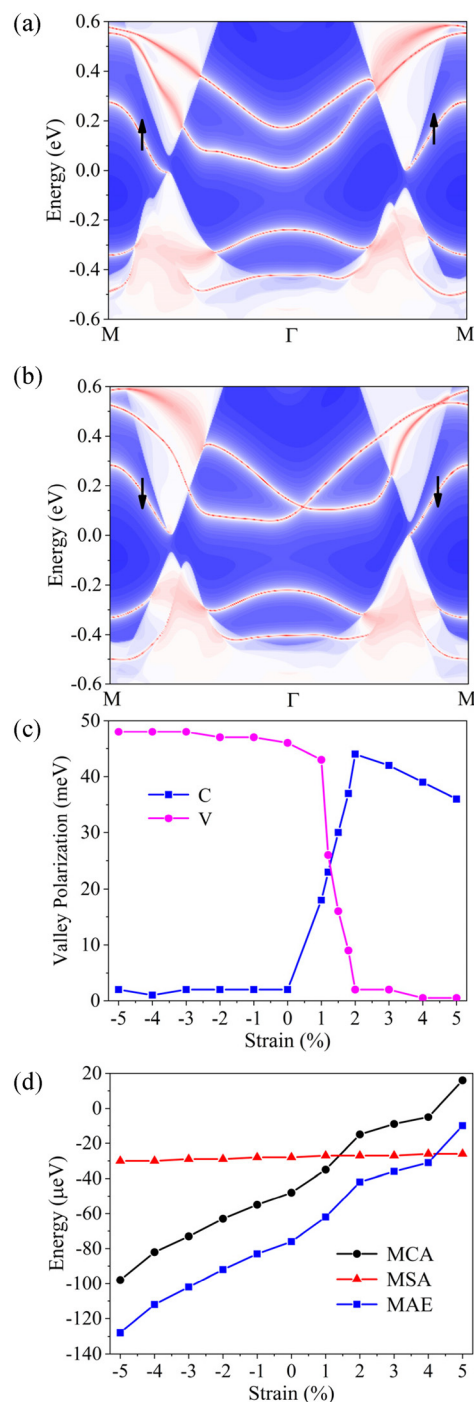 (a)
0.6
0.4
0.2
0.0
-0.2
-0.4
-0.6
Energy (eV)
M Γ M
(b)
0.6
0.4
0.2
0.0
-0.2
-0.4
-0.6
Energy (eV)
M Γ M
(c)
50
40
30
20
10
0
Valley Polarization (meV)
C
V
-5 -4 -3 -2 -1 0 1 2 3 4 5
Strain (%)
(d)
20
0
-20
-40
-60
-80
-100
-120
-140
Energy (μeV)
MCA
MSA
MAE
-5 -4 -3 -2 -1 0 1 2 3 4 5
Strain (%)